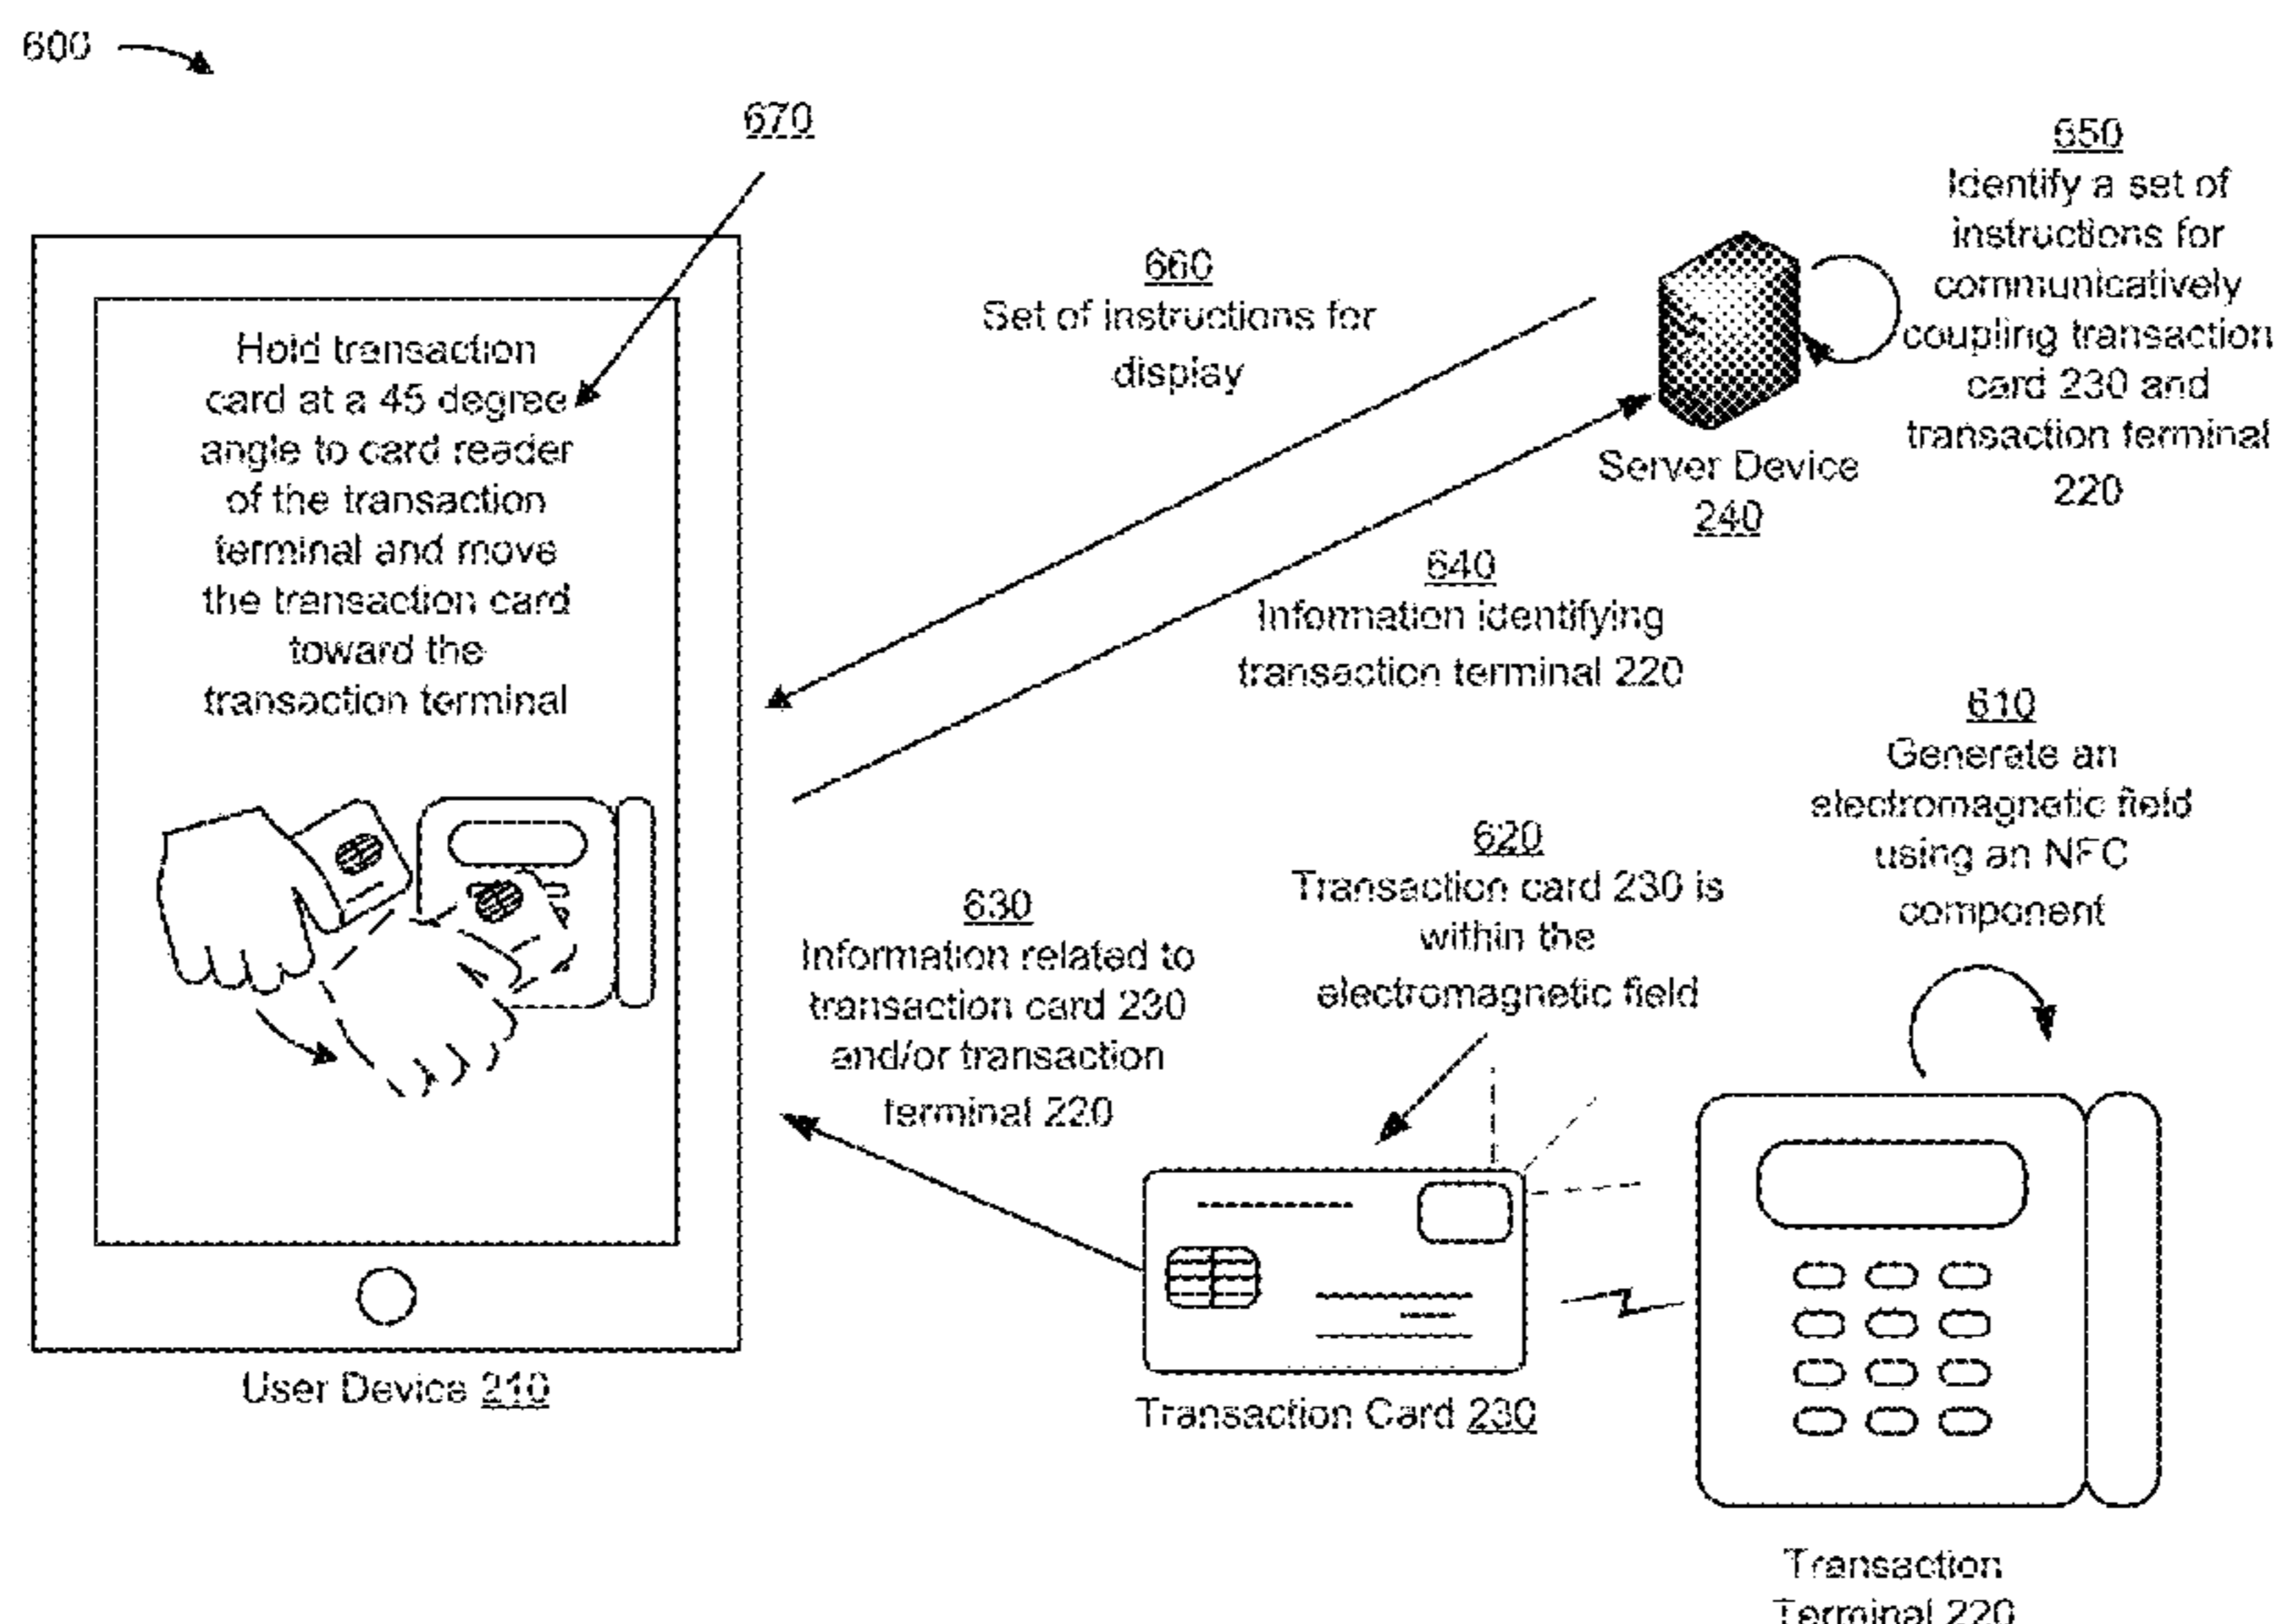 600
670
Hold transaction
card at a 45 degree
angle to card reader
of the transaction
terminal and move
the transaction card
toward the
transaction terminal
User Device 210
660
Set of instructions for
display
650
Identify a set of
instructions for
communicatively
coupling transaction
card 230 and
transaction terminal
220
Server Device
240
640
Information identifying
transaction terminal 220
610
Generate an
electromagnetic field
using an NFC
component
620
Transaction card 230 is
within the
electromagnetic field
630
Information related to
transaction card 230
and/or transaction
terminal 220
Transaction Card 230
Transaction
Terminal 220